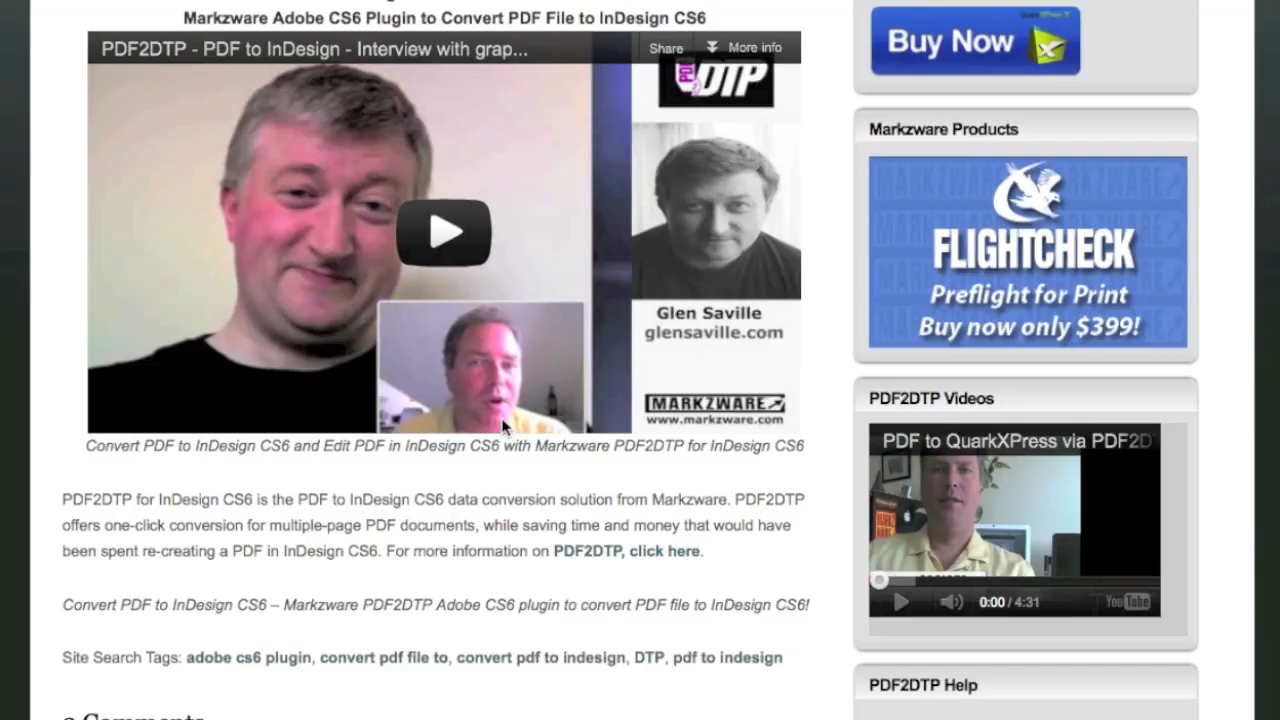 Markzware Adobe CS6 Plugin to Convert PDF File to InDesign CS6
PDF2DTP - PDF to InDesign - Interview with grap...
Share
More info
DTP
Glen Saville
glensaville.com
MARKZWARE
www.markzware.com
Convert PDF to InDesign CS6 and Edit PDF in InDesign CS6 with Markzware PDF2DTP for InDesign CS6
PDF2DTP for InDesign CS6 is the PDF to InDesign CS6 data conversion solution from Markzware. PDF2DTP
offers one-click conversion for multiple-page PDF documents, while saving time and money that would have
been spent re-creating a PDF in InDesign CS6. For more information on PDF2DTP, click here.
Convert PDF to InDesign CS6 – Markzware PDF2DTP Adobe CS6 plugin to convert PDF file to InDesign CS6!
Site Search Tags: adobe cs6 plugin, convert pdf file to, convert pdf to indesign, DTP, pdf to indesign
Comments
Buy Now
Markzware Products
FLIGHTCHECK
Preflight for Print
Buy now only $399!
PDF2DTP Videos
PDF to QuarkXPress via PDF2D
0:00 / 4:31
YouTube
PDF2DTP Help